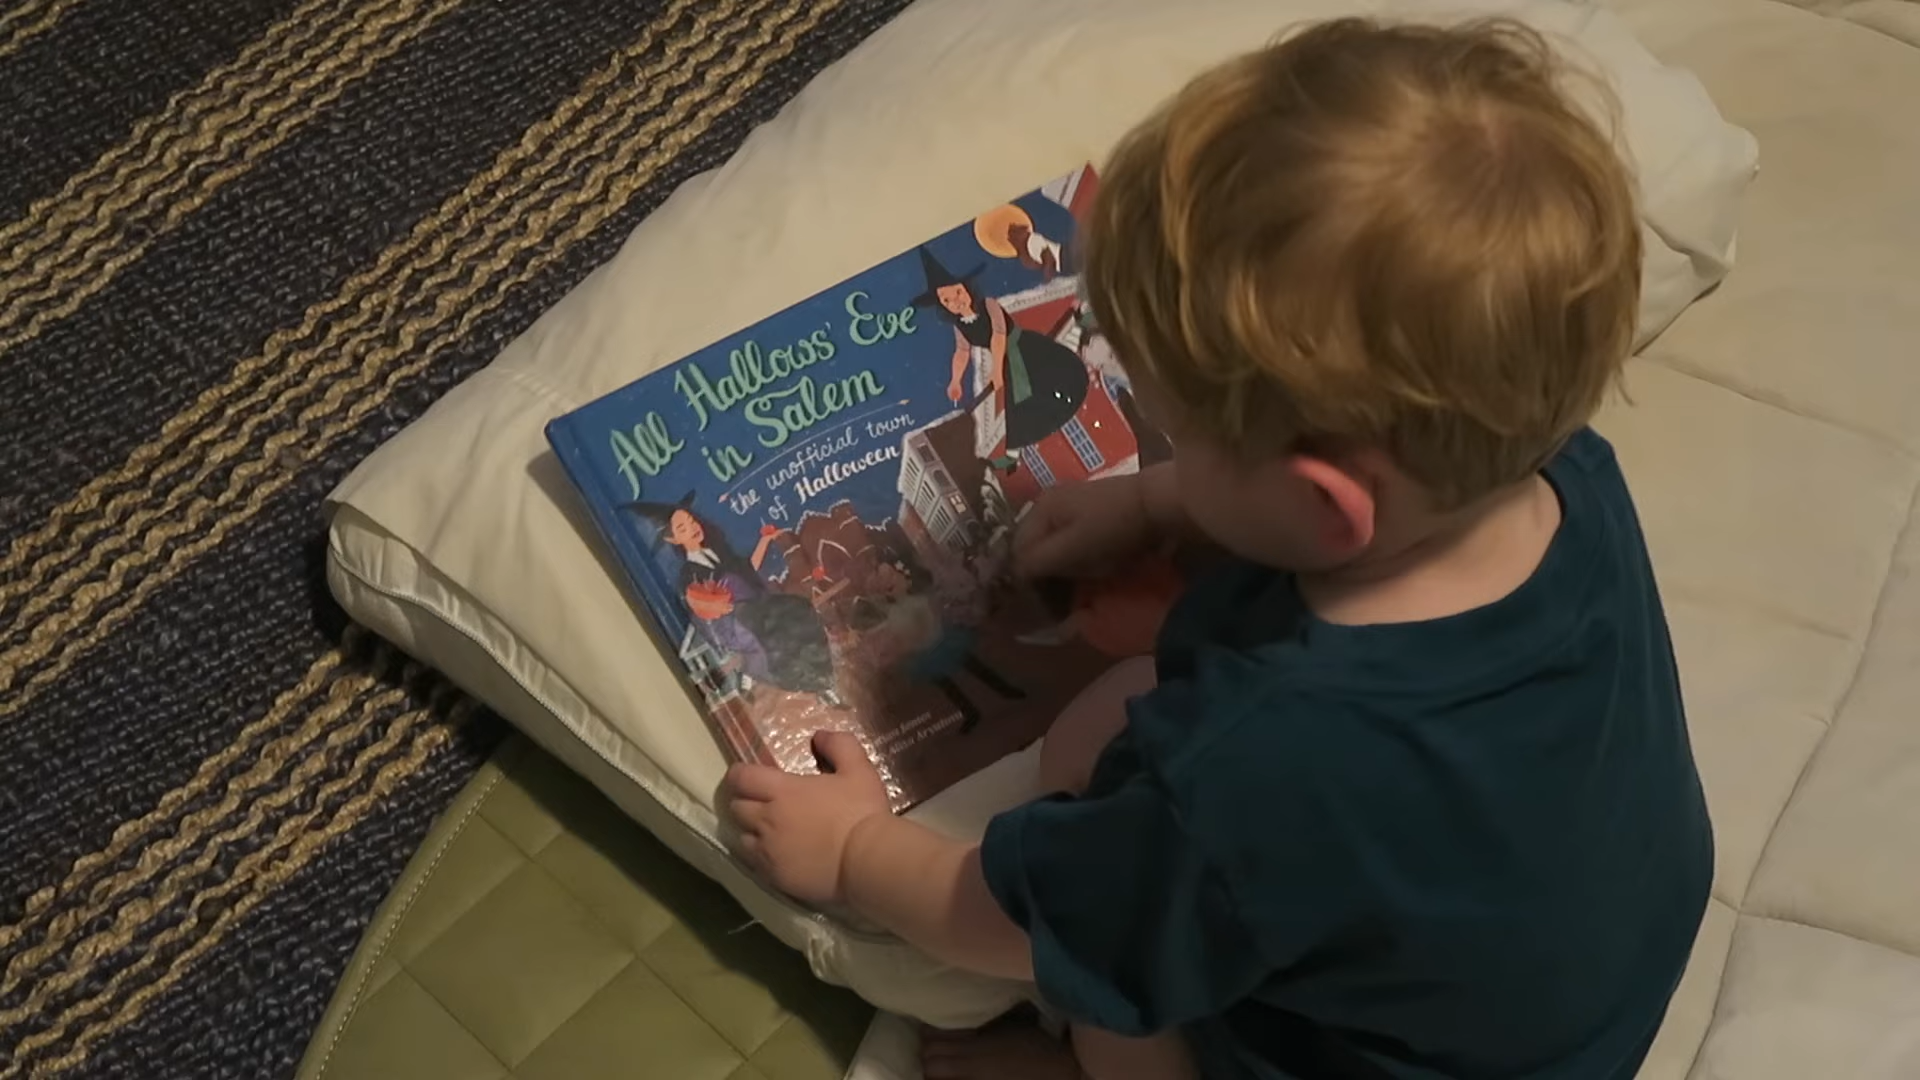 All Hallows' Eve
in Salem
the unofficial town
of Halloween